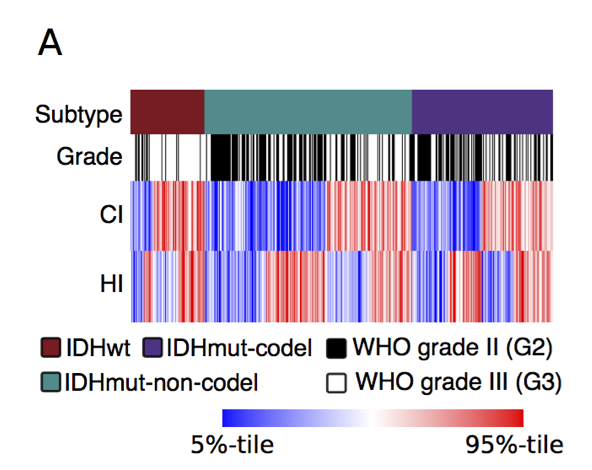 A
Subtype
Grade
CI
HI
IDHwt IDHmut-codel WHO grade II (G2)
IDHmut-non-codel WHO grade III (G3)
5%-tile 95%-tile